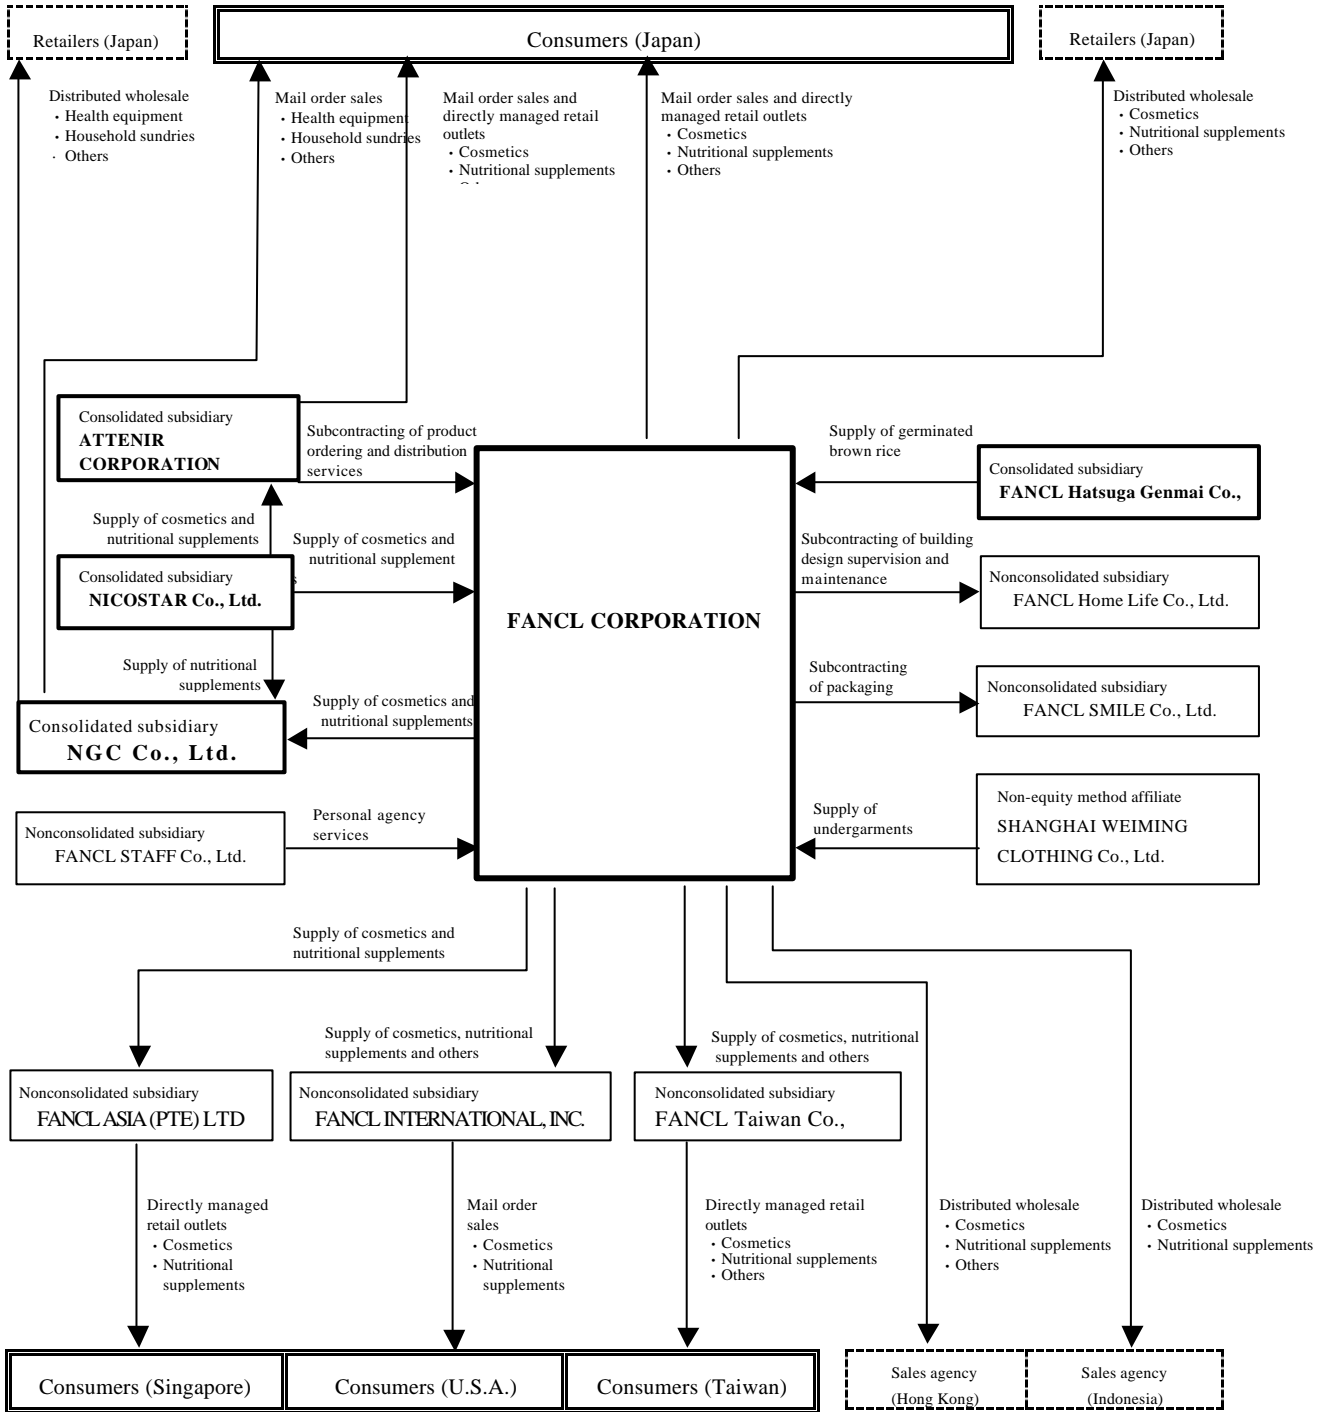 Retailers (Japan)
Consumers (Japan)
Retailers (Japan)
Distributed wholesale
・Health equipment
・Household sundries
・Others
Mail order sales
・Health equipment
・Household sundries
・Others
Mail order sales and
directly managed retail
outlets
・Cosmetics
・Nutritional supplements
Mail order sales and directly
managed retail outlets
・Cosmetics
・Nutritional supplements
・Others
Distributed wholesale
・Cosmetics
・Nutritional supplements
・Others
Consolidated subsidiary
ATTENIR
CORPORATION
Subcontracting of product
ordering and distribution
services
Supply of germinated
brown rice
Consolidated subsidiary
FANCL Hatsuga Genmai Co.,
Supply of cosmetics and
nutritional supplements
Supply of cosmetics and
nutritional supplement
s
Subcontracting of building
design supervision and
maintenance
Consolidated subsidiary
NICOSTAR Co., Ltd.
FANCL CORPORATION
Nonconsolidated subsidiary
FANCL Home Life Co., Ltd.
Supply of nutritional
supplements
Supply of cosmetics and
nutritional supplements
Subcontracting
of packaging
Nonconsolidated subsidiary
FANCL SMILE Co., Ltd.
Consolidated subsidiary
NGC Co., Ltd.
Nonconsolidated subsidiary
FANCL STAFF Co., Ltd.
Personal agency
services
Supply of
undergarments
Non-equity method affiliate
SHANGHAI WEIMING
CLOTHING Co., Ltd.
Supply of cosmetics and
nutritional supplements
Supply of cosmetics, nutritional
supplements and others
Supply of cosmetics, nutritional
supplements and others
Nonconsolidated subsidiary
FANCL ASIA (PTE) LTD
Nonconsolidated subsidiary
FANCL INTERNATIONAL, INC.
Nonconsolidated subsidiary
FANCL Taiwan Co.,
Directly managed
retail outlets
・Cosmetics
・Nutritional
supplements
Mail order
sales
・Cosmetics
・Nutritional
supplements
Directly managed retail
outlets
・Cosmetics
・Nutritional supplements
・Others
Distributed wholesale
・Cosmetics
・Nutritional supplements
・Others
Distributed wholesale
・Cosmetics
・Nutritional supplements
Consumers (Singapore)
Consumers (U.S.A.)
Consumers (Taiwan)
Sales agency
(Hong Kong)
Sales agency
(Indonesia)